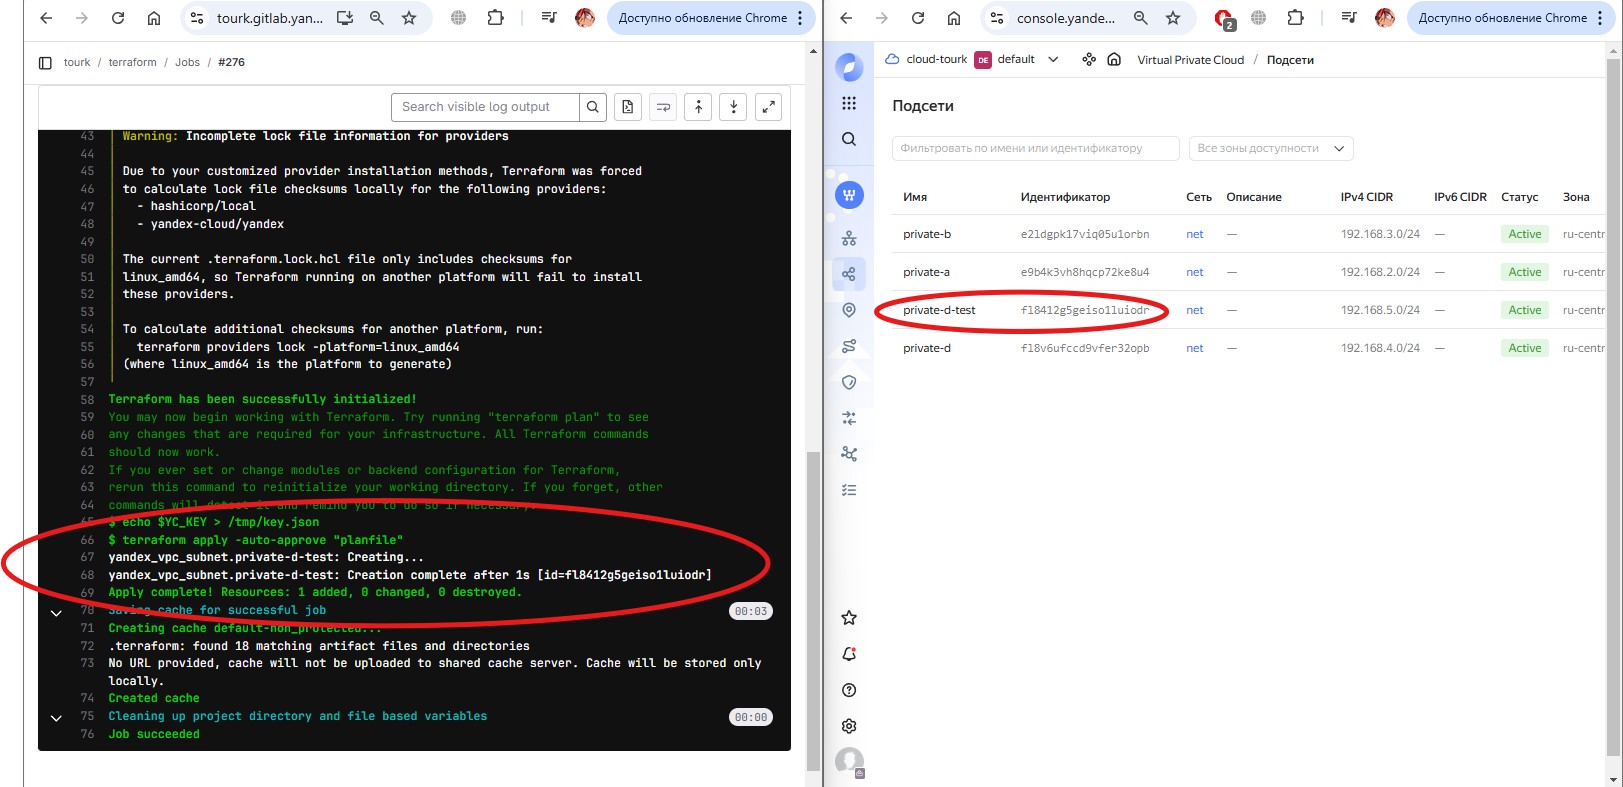 tourk.gitlab.yan...
Доступно обновление Chrome
tourk / terraform / Jobs / #276
Search visible log output
43 Warning: Incomplete lock file information for providers
44
45 Due to your customized provider installation methods, Terraform was forced
46 to calculate lock file checksums locally for the following providers:
47 - hashicorp/local
48 - yandex-cloud/yandex
49
50 The current .terraform.lock.hcl file only includes checksums for
51 linux_amd64, so Terraform running on another platform will fail to install
52 these providers.
53
54 To calculate additional checksums for another platform, run:
55 terraform providers lock -platform=linux_amd64
56 (where linux_amd64 is the platform to generate)
57
58 Terraform has been successfully initialized!
59 You may now begin working with Terraform. Try running "terraform plan" to see
60 any changes that are required for your infrastructure. All Terraform commands
61 should now work.
62 If you ever set or change modules or backend configuration for Terraform,
63 rerun this command to reinitialize your working directory. If you forget, other
64 commands will detect it and remind you to do so if necessary.
65 $ echo $YC_KEY > /tmp/key.json
66 $ terraform apply -auto-approve "planfile"
67 yandex_vpc_subnet.private-d-test: Creating...
68 yandex_vpc_subnet.private-d-test: Creation complete after 1s [id=fl8412g5geiso1luiodr]
69 Apply complete! Resources: 1 added, 0 changed, 0 destroyed.
70 Saving cache for successful job 00:03
71 Creating cache default-non_protected...
72 .terraform: found 18 matching artifact files and directories
73 No URL provided, cache will not be uploaded to shared cache server. Cache will be stored only
locally.
74 Created cache
75 Cleaning up project directory and file based variables 00:00
76 Job succeeded
console.yande...
2
Доступно обновление Chrome
cloud-tourk DE default Virtual Private Cloud / Подсети
Подсети
Фильтровать по имени или идентификатору Все зоны доступности
Имя Идентификатор Сеть Описание IPv4 CIDR IPv6 CIDR Статус Зона
private-b e2ldgpk17viq05u1orbn net — 192.168.3.0/24 — Active ru-centr
private-a e9b4k3vh8hqcp72ke8u4 net — 192.168.2.0/24 — Active ru-centr
private-d-test fl8412g5geiso1luiodr net — 192.168.5.0/24 — Active ru-centr
private-d fl8v6ufccd9vfer32opb net — 192.168.4.0/24 — Active ru-centr